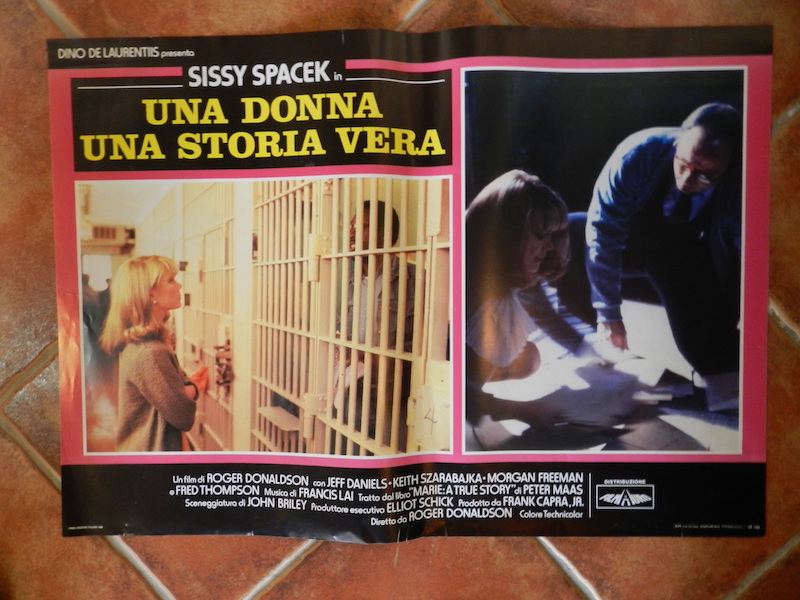 DINO DE LAURENTIIS presenta
SISSY SPACEK in
UNA DONNA
UNA STORIA VERA
4
Un film di ROGER DONALDSON con JEFF DANIELS • KEITH SZARABAJKA • MORGAN FREEMAN
e FRED THOMPSON Musica di FRANCIS LAI Tratto dal libro "MARIE: A TRUE STORY" di PETER MAAS
Sceneggiatura di JOHN BRILEY Produttore esecutivo ELLIOT SCHICK Prodotto da FRANK CAPRA, JR.
Diretto da ROGER DONALDSON Colore Technicolor
DISTRIBUZIONE